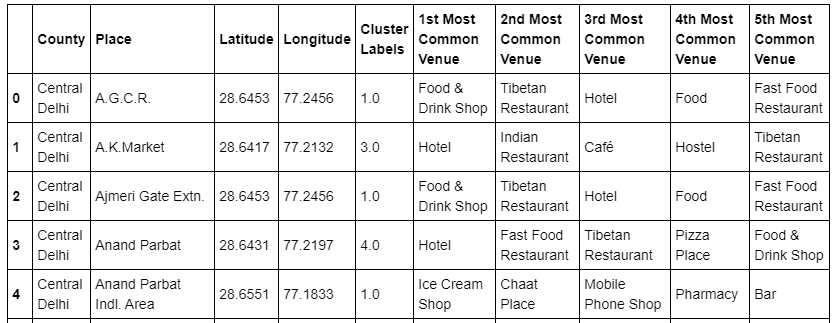 County Place Latitude Longitude Cluster Labels 1st Most Common Venue 2nd Most Common Venue 3rd Most Common Venue 4th Most Common Venue 5th Most Common Venue
0 Central Delhi A.G.C.R. 28.6453 77.2456 1.0 Food & Drink Shop Tibetan Restaurant Hotel Food Fast Food Restaurant
1 Central Delhi A.K.Market 28.6417 77.2132 3.0 Hotel Indian Restaurant Café Hostel Tibetan Restaurant
2 Central Delhi Ajmeri Gate Extn. 28.6453 77.2456 1.0 Food & Drink Shop Tibetan Restaurant Hotel Food Fast Food Restaurant
3 Central Delhi Anand Parbat 28.6431 77.2197 4.0 Hotel Fast Food Restaurant Tibetan Restaurant Pizza Place Food & Drink Shop
4 Central Delhi Anand Parbat Indl. Area 28.6551 77.1833 1.0 Ice Cream Shop Chaat Place Mobile Phone Shop Pharmacy Bar